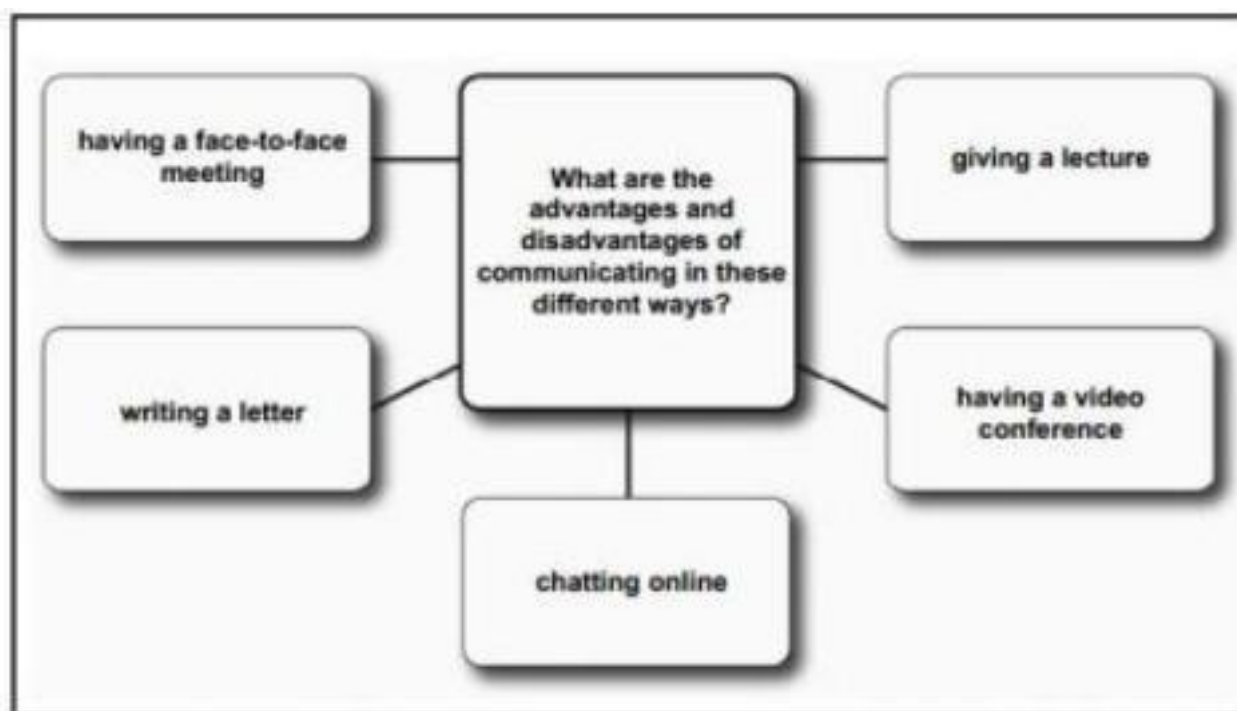 having a face-to-face
meeting
What are the
advantages and
disadvantages of
communicating in these
different ways?
giving a lecture
writing a letter
having a video
conference
chatting online